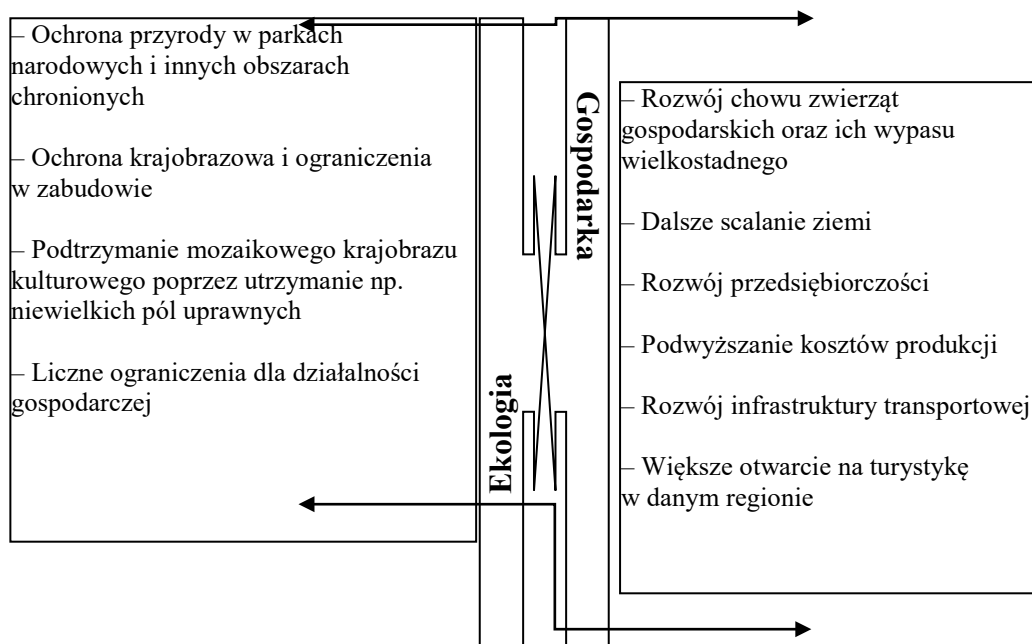 – Ochrona przyrody w parkach
narodowych i innych obszarach
chronionych
– Ochrona krajobrazowa i ograniczenia
w zabudowie
– Podtrzymanie mozaikowego krajobrazu
kulturowego poprzez utrzymanie np.
niewielkich pól uprawnych
– Liczne ograniczenia dla działalności
gospodarczej
Ekologia
Gospodarka
– Rozwój chowu zwierząt
gospodarskich oraz ich wypasu
wielkostadnego
– Dalsze scalanie ziemi
– Rozwój przedsiębiorczości
– Podwyższanie kosztów produkcji
– Rozwój infrastruktury transportowej
– Większe otwarcie na turystykę
w danym regionie